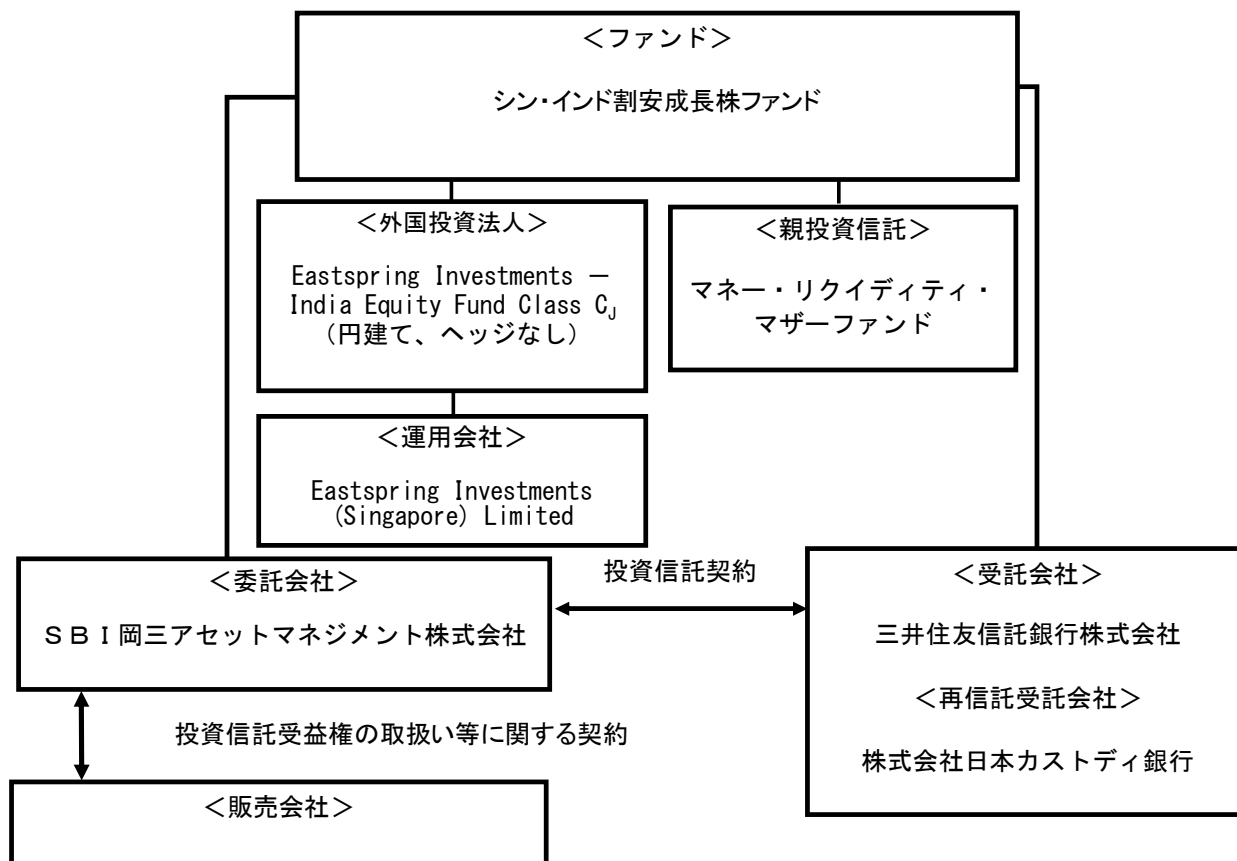 ＜ファンド＞
シン・インド割安成長株ファンド
＜外国投資法人＞
Eastspring Investments －
India Equity Fund Class CJ
（円建て、ヘッジなし）
＜親投資信託＞
マネー・リクイディティ・
マザーファンド
＜運用会社＞
Eastspring Investments
(Singapore) Limited
＜委託会社＞
ＳＢＩ岡三アセットマネジメント株式会社
投資信託契約
＜受託会社＞
三井住友信託銀行株式会社
＜再信託受託会社＞
株式会社日本カストディ銀行
投資信託受益権の取扱い等に関する契約
＜販売会社＞